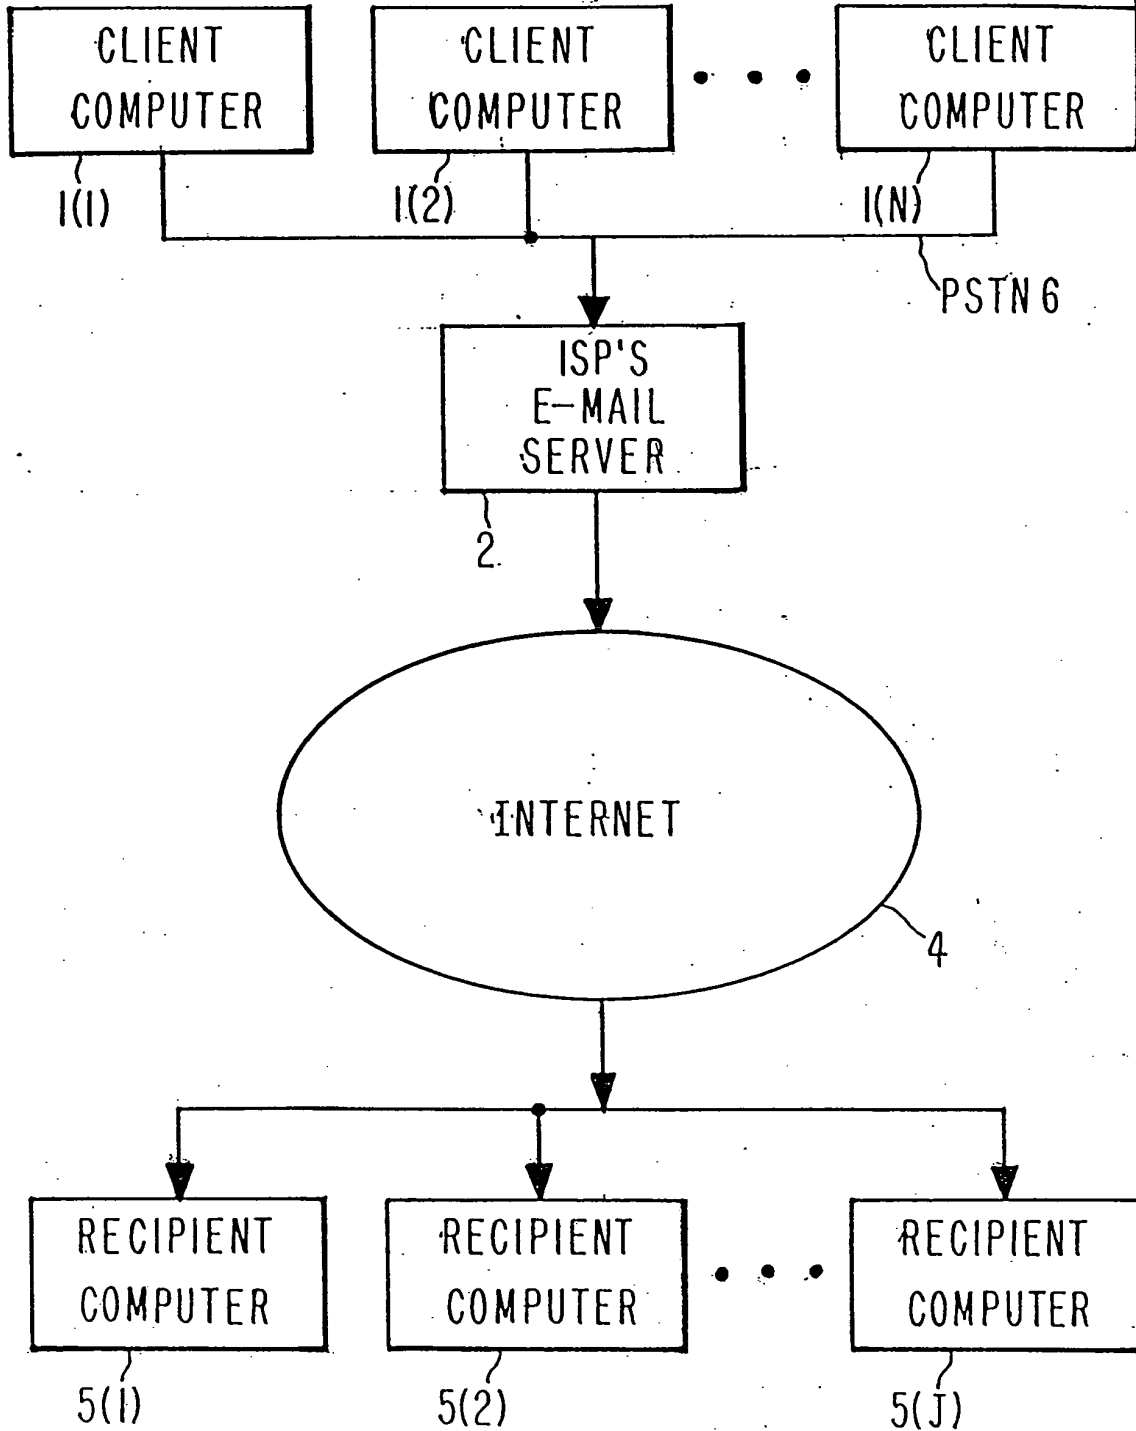 CLIENT
COMPUTER
1(1)
CLIENT
COMPUTER
1(2)
CLIENT
COMPUTER
1(N)
PSTN 6
ISP'S
E-MAIL
SERVER
2
INTERNET
4
RECIPIENT
COMPUTER
5(1)
RECIPIENT
COMPUTER
5(2)
RECIPIENT
COMPUTER
5(J)